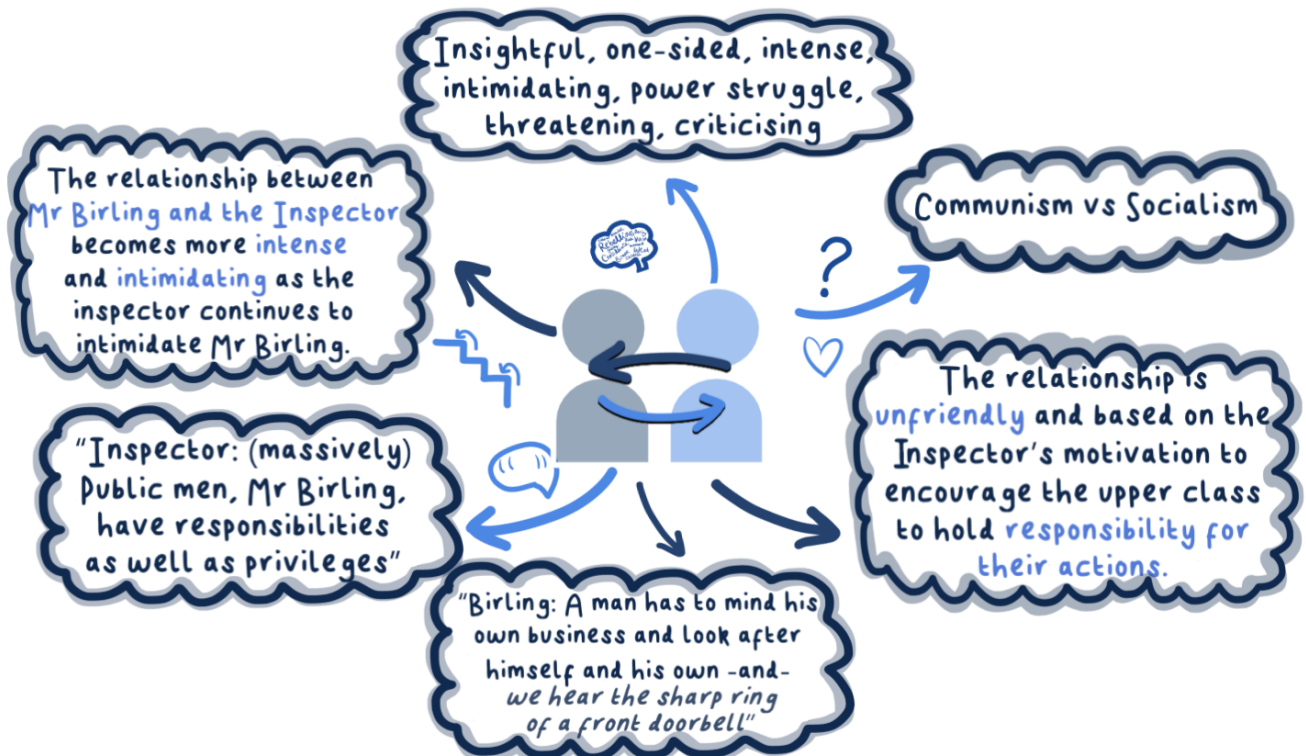 Insightful, one-sided, intense,
intimidating, power struggle,
threatening, criticising
The relationship between
Mr Birling and the Inspector
becomes more intense
and intimidating as the
inspector continues to
intimidate Mr Birling.
Communism vs Socialism
?
The relationship is
unfriendly and based on the
Inspector's motivation to
encourage the upper class
to hold responsibility for
their actions.
"Inspector: (massively)
Public men, Mr Birling,
have responsibilities
as well as privileges"
"Birling: A man has to mind his
own business and look after
himself and his own -and-
we hear the sharp ring
of a front doorbell"